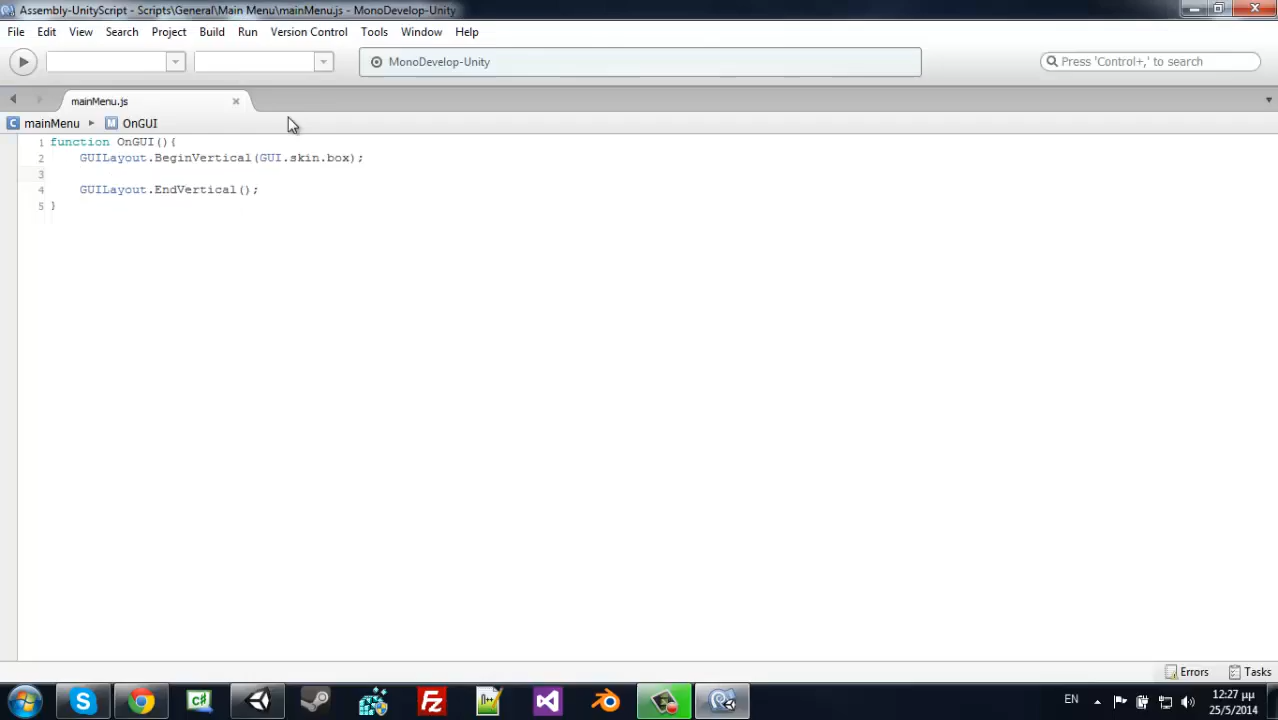 Assembly-UnityScript - Scripts\General\Main Menu\mainMenu.js - MonoDevelop-Unity
File Edit View Search Project Build Run Version Control Tools Window Help
MonoDevelop-Unity
Press 'Control+,' to search
mainMenu.js
C mainMenu M OnGUI
1 function OnGUI(){
2 GUILayout.BeginVertical(GUI.skin.box);
3
4 GUILayout.EndVertical();
5 }
Errors Tasks
EN
12:27 μμ
25/5/2014